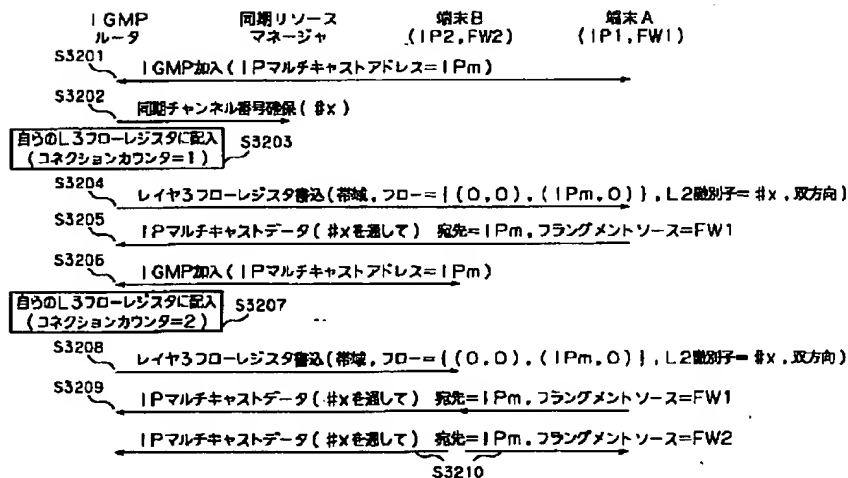 IGMP ルータ
同期リソース マネージャ
端末B (IP2,FW2)
端末A (IP1,FW1)
S3201
IGMP加入(IPマルチキャストアドレス=IPm)
S3202
同期チャンネル番号確保(#x)
自らのL3フローレジスタに記入
(コネクションカウンター=1)
S3203
S3204
レイヤ3フローレジスタ書込(帯域,フロー={(0,0),(IPm,0)},L2識別子=#x,双方向)
S3205
IPマルチキャストデータ(#xを通して) 宛先=IPm,フラングメントソース=FW1
S3206
IGMP加入(IPマルチキャストアドレス=IPm)
自らのL3フローレジスタに記入
(コネクションカウンター=2)
S3207
S3208
レイヤ3フローレジスタ書込(帯域,フロー={(0,0),(IPm,0)},L2識別子=#x,双方向)
S3209
IPマルチキャストデータ(#xを通して) 宛先=IPm,フラングメントソース=FW1
IPマルチキャストデータ(#xを通して) 宛先=IPm,フラングメントソース=FW2
S3210